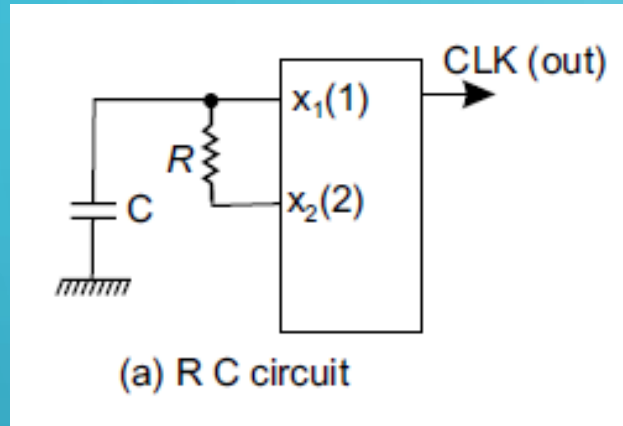 CLK (out)
x₁(1)
R
x₂(2)
C
(a) R C circuit